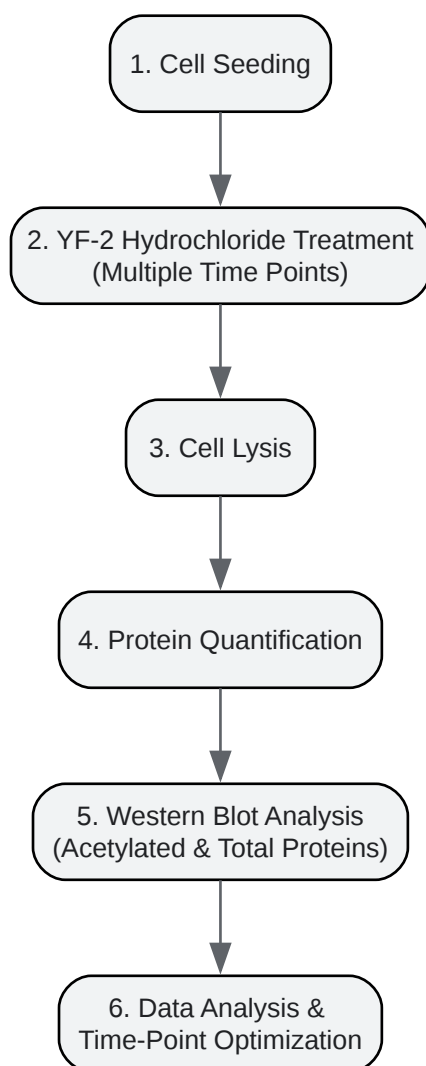 1. Cell Seeding
2. YF-2 Hydrochloride Treatment
(Multiple Time Points)
3. Cell Lysis
4. Protein Quantification
5. Western Blot Analysis
(Acetylated & Total Proteins)
6. Data Analysis &
Time-Point Optimization